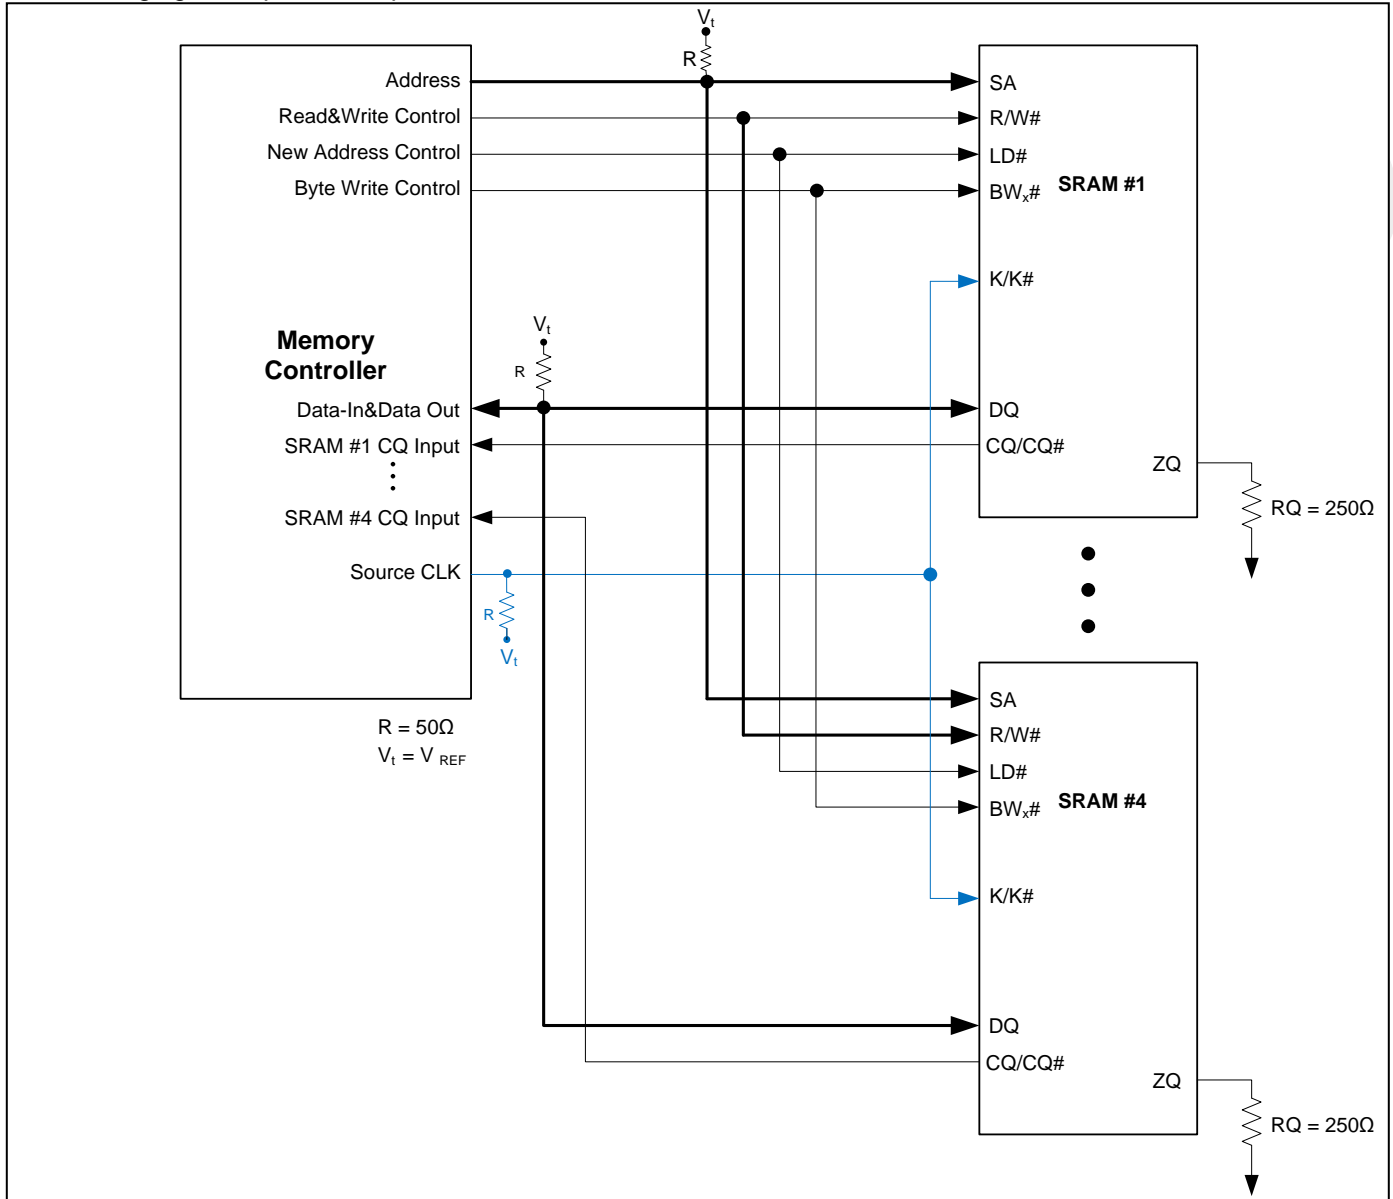 Vt
R
Address
Read&Write Control
New Address Control
Byte Write Control
SA
R/W#
LD#
BWx#
SRAM #1
K/K#
Vt
R
Memory
Controller
Data-In&Data Out
SRAM #1 CQ Input
SRAM #4 CQ Input
Source CLK
DQ
CQ/CQ#
ZQ
RQ = 250Ω
R
Vt
R = 50Ω
Vt = V REF
SA
R/W#
LD#
BWx#
SRAM #4
K/K#
DQ
CQ/CQ#
ZQ
RQ = 250Ω